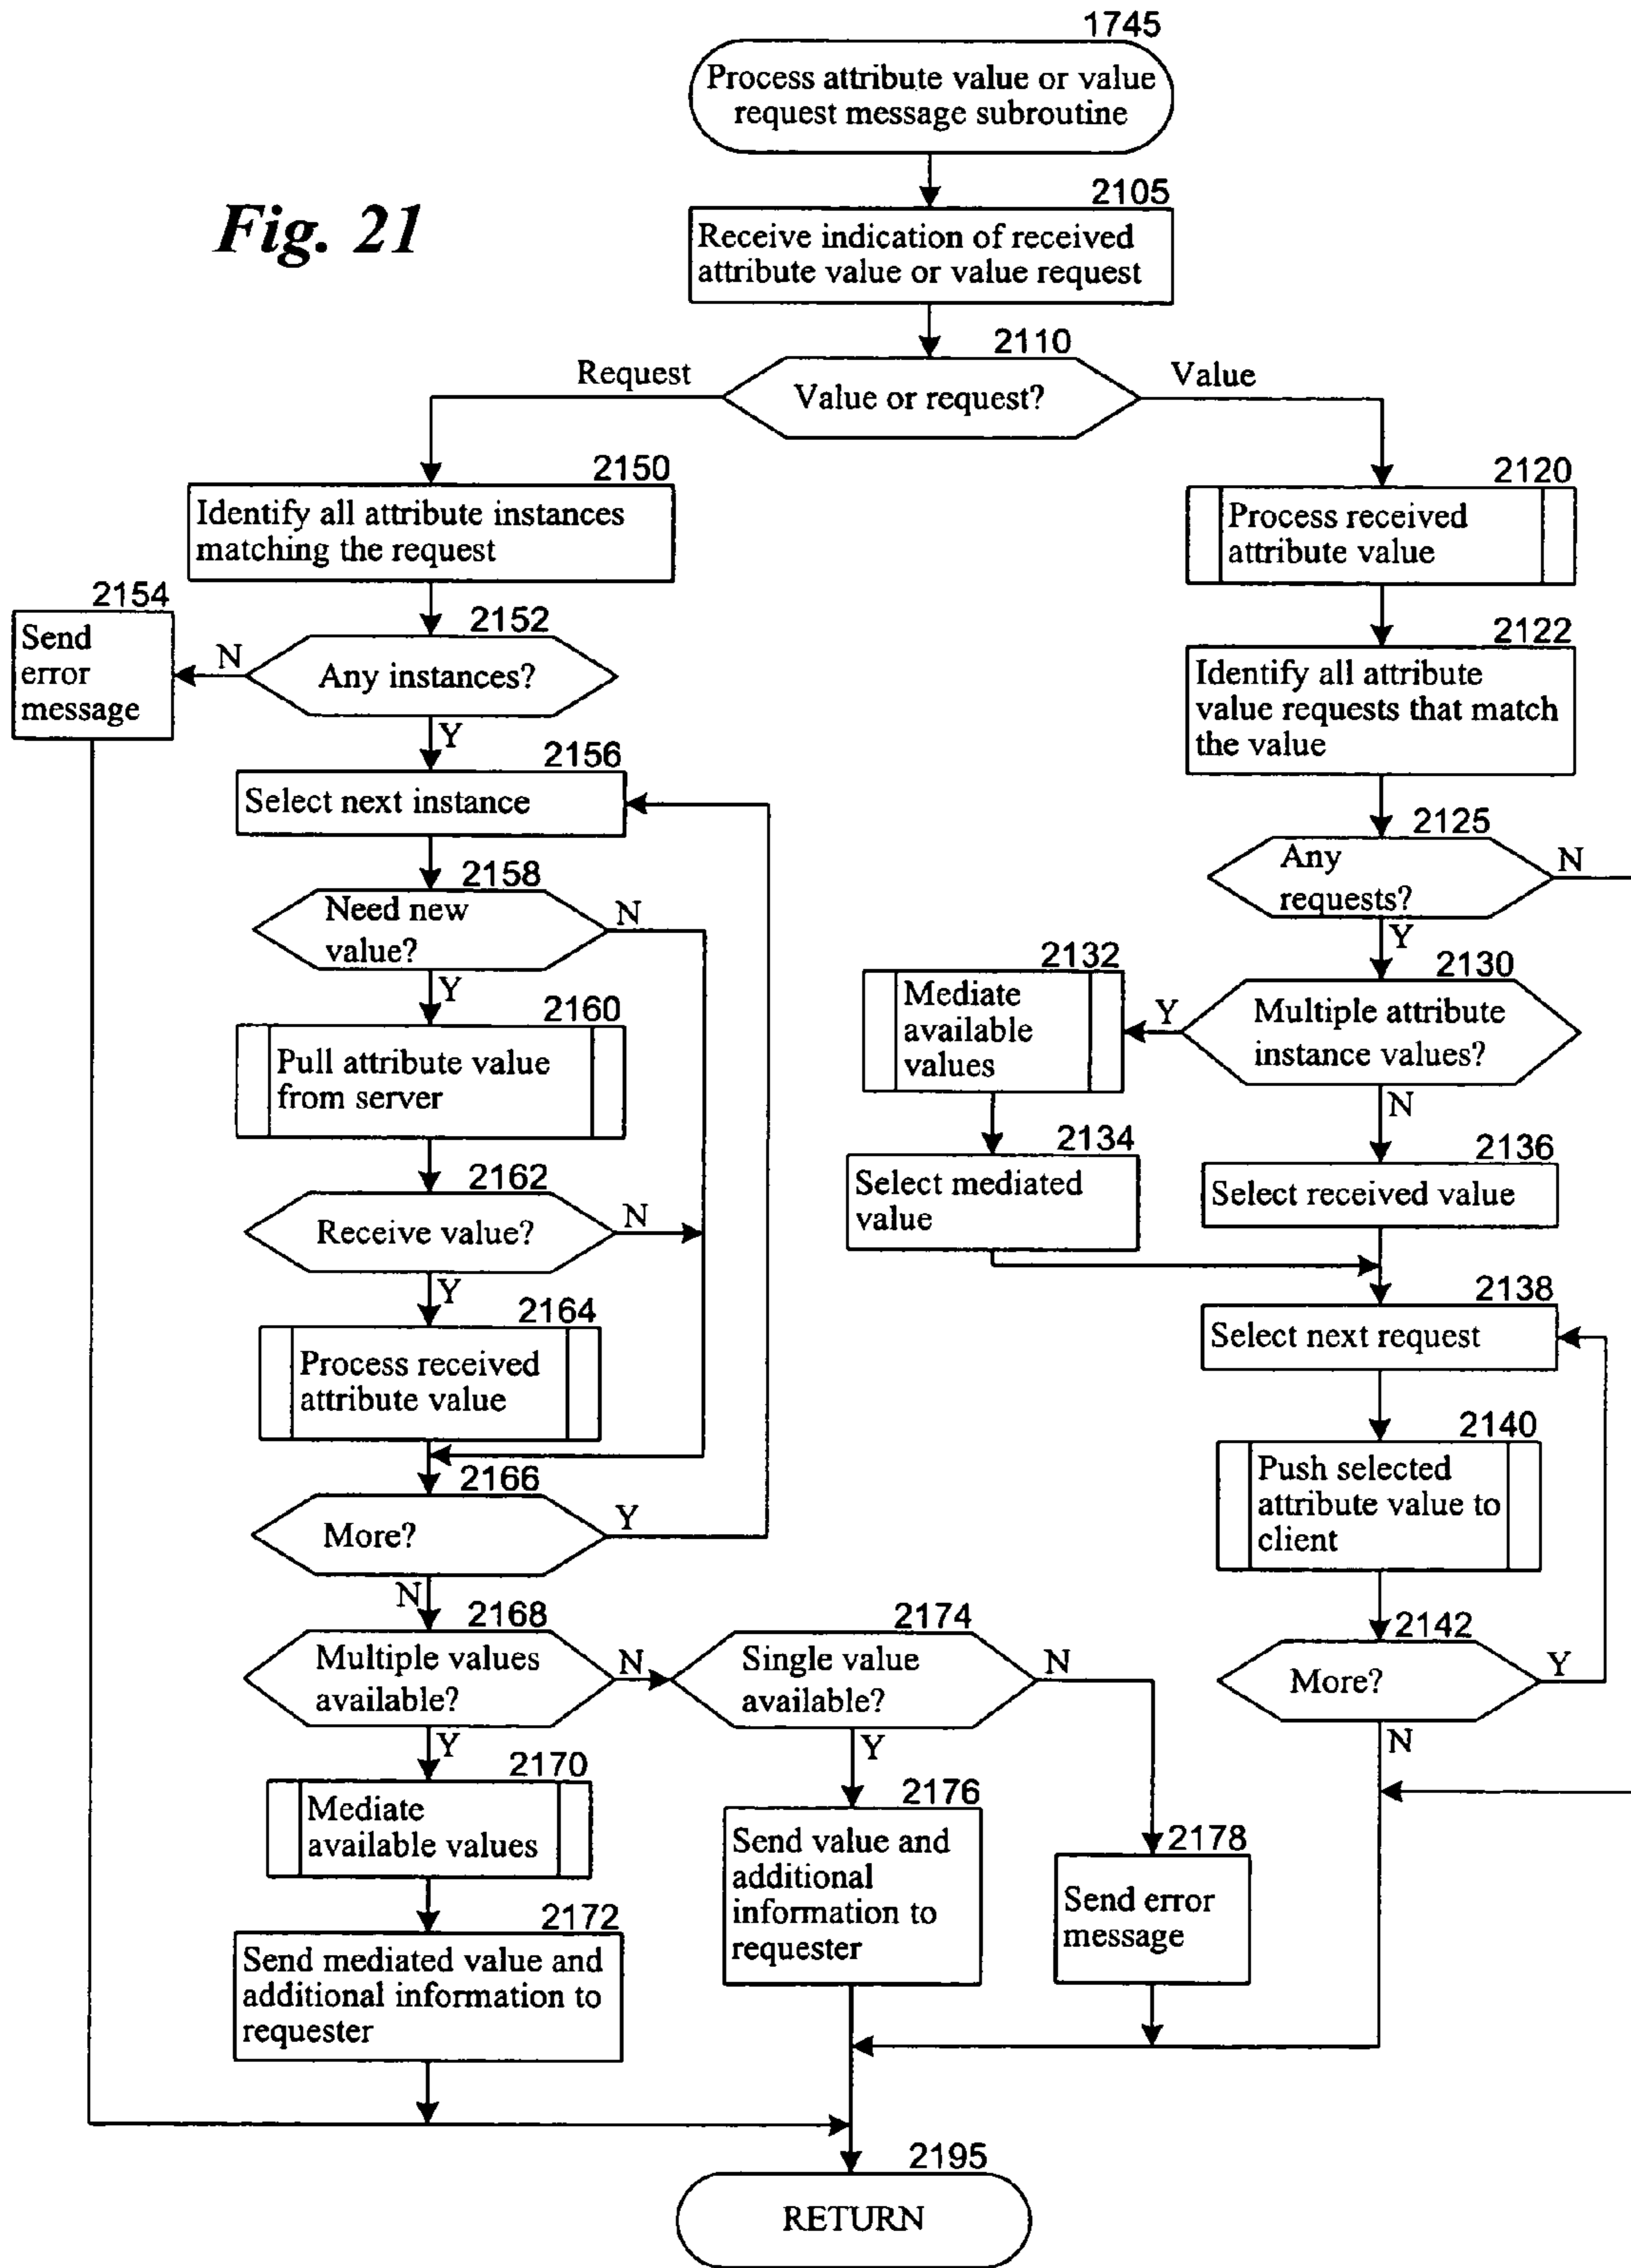 1745
Process attribute value or value
request message subroutine
Fig. 21
2105
Receive indication of received
attribute value or value request
2110
Value or request?
Request
Value
2150
Identify all attribute instances
matching the request
2152
Any instances?
N
Y
2154
Send
error
message
2156
Select next instance
2158
Need new
value?
N
Y
2160
Pull attribute value
from server
2162
Receive value?
N
Y
2164
Process received
attribute value
2166
More?
Y
N
2168
Multiple values
available?
N
Y
2170
Mediate
available values
2172
Send mediated value and
additional information to
requester
2174
Single value
available?
N
Y
2176
Send value and
additional
information to
requester
2178
Send error
message
2120
Process received
attribute value
2122
Identify all attribute
value requests that match
the value
2125
Any
requests?
N
Y
2130
Multiple attribute
instance values?
Y
N
2132
Mediate
available
values
2134
Select mediated
value
2136
Select received value
2138
Select next request
2140
Push selected
attribute value to
client
2142
More?
Y
N
2195
RETURN